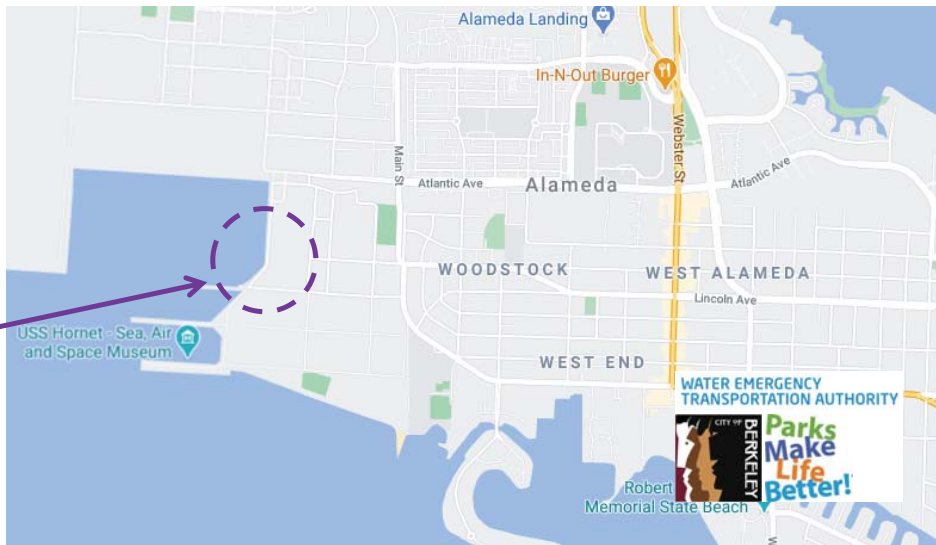 Alameda Landing
In-N-Out Burger
Webster St
Main St
Atlantic Ave
Alameda
Atlantic Ave
WOODSTOCK
WEST ALAMEDA
Lincoln Ave
USS Hornet - Sea, Air
and Space Museum
WEST END
WATER EMERGENCY
TRANSPORTATION AUTHORITY
CITY OF
BERKELEY
Parks
Make
Life
Better!
Robert
Memorial State Beach
W